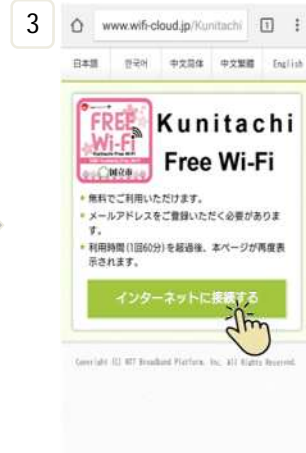 3
www.wifi-cloud.jp/Kunitachi
1
日本語 한국어 中文简体 中文繁體 English
FREE
Wi-Fi
Kunitachi Free Wi-Fi
国立市
Kunitachi
Free Wi-Fi
無料でご利用いただけます。
メールアドレスをご登録いただく必要がありま
す。
利用時間(1回60分)を超過後、本ページが再度表
示されます。
インターネットに接続する
Copyright (C) NTT Broadband Platform, Inc. All Rights Reserved.